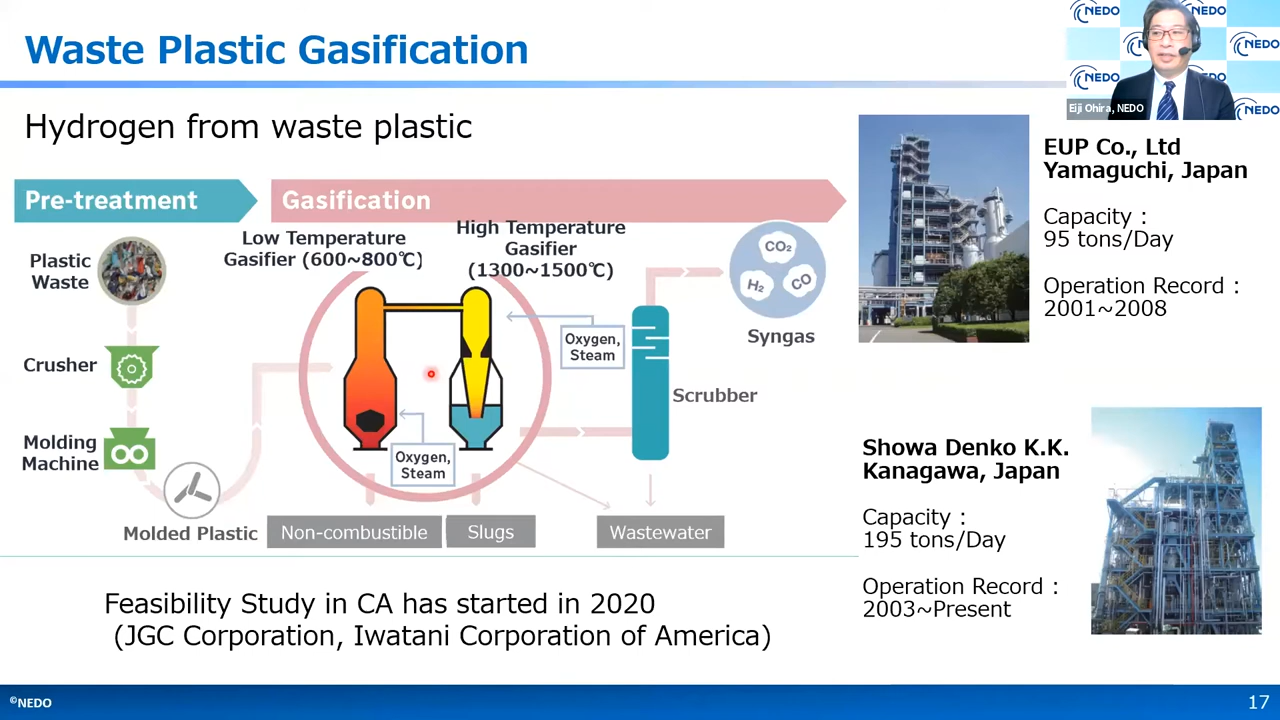 Waste Plastic Gasification
NEDO
NEDO
NEDO
NEDO
NEDO
NEDO
Eiji Ohira, NEDO
Hydrogen from waste plastic
Pre-treatment
Gasification
Plastic
Waste
Crusher
Molding
Machine
Molded Plastic
Low Temperature
Gasifier (600~800℃)
High Temperature
Gasifier
(1300~1500℃)
Oxygen,
Steam
Oxygen,
Steam
Non-combustible
Slugs
Wastewater
Scrubber
CO₂
H₂
CO
Syngas
EUP Co., Ltd
Yamaguchi, Japan
Capacity :
95 tons/Day
Operation Record :
2001~2008
Showa Denko K.K.
Kanagawa, Japan
Capacity :
195 tons/Day
Operation Record :
2003~Present
Feasibility Study in CA has started in 2020
(JGC Corporation, Iwatani Corporation of America)
©NEDO
17